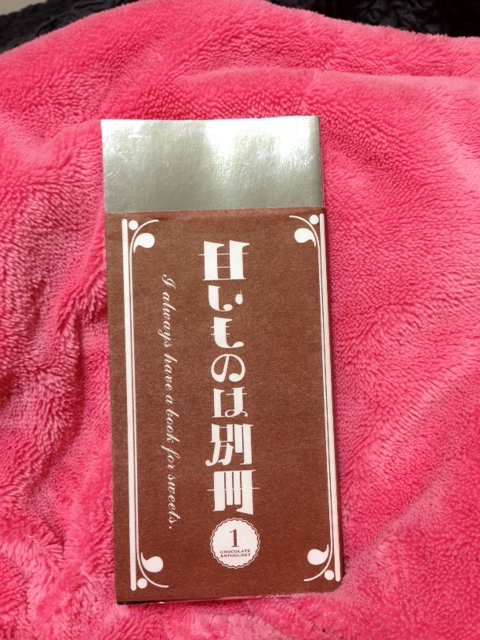 甘いものは別冊
I always have a book for sweets.
1
CHOCOLATE
ANTHOLOGY